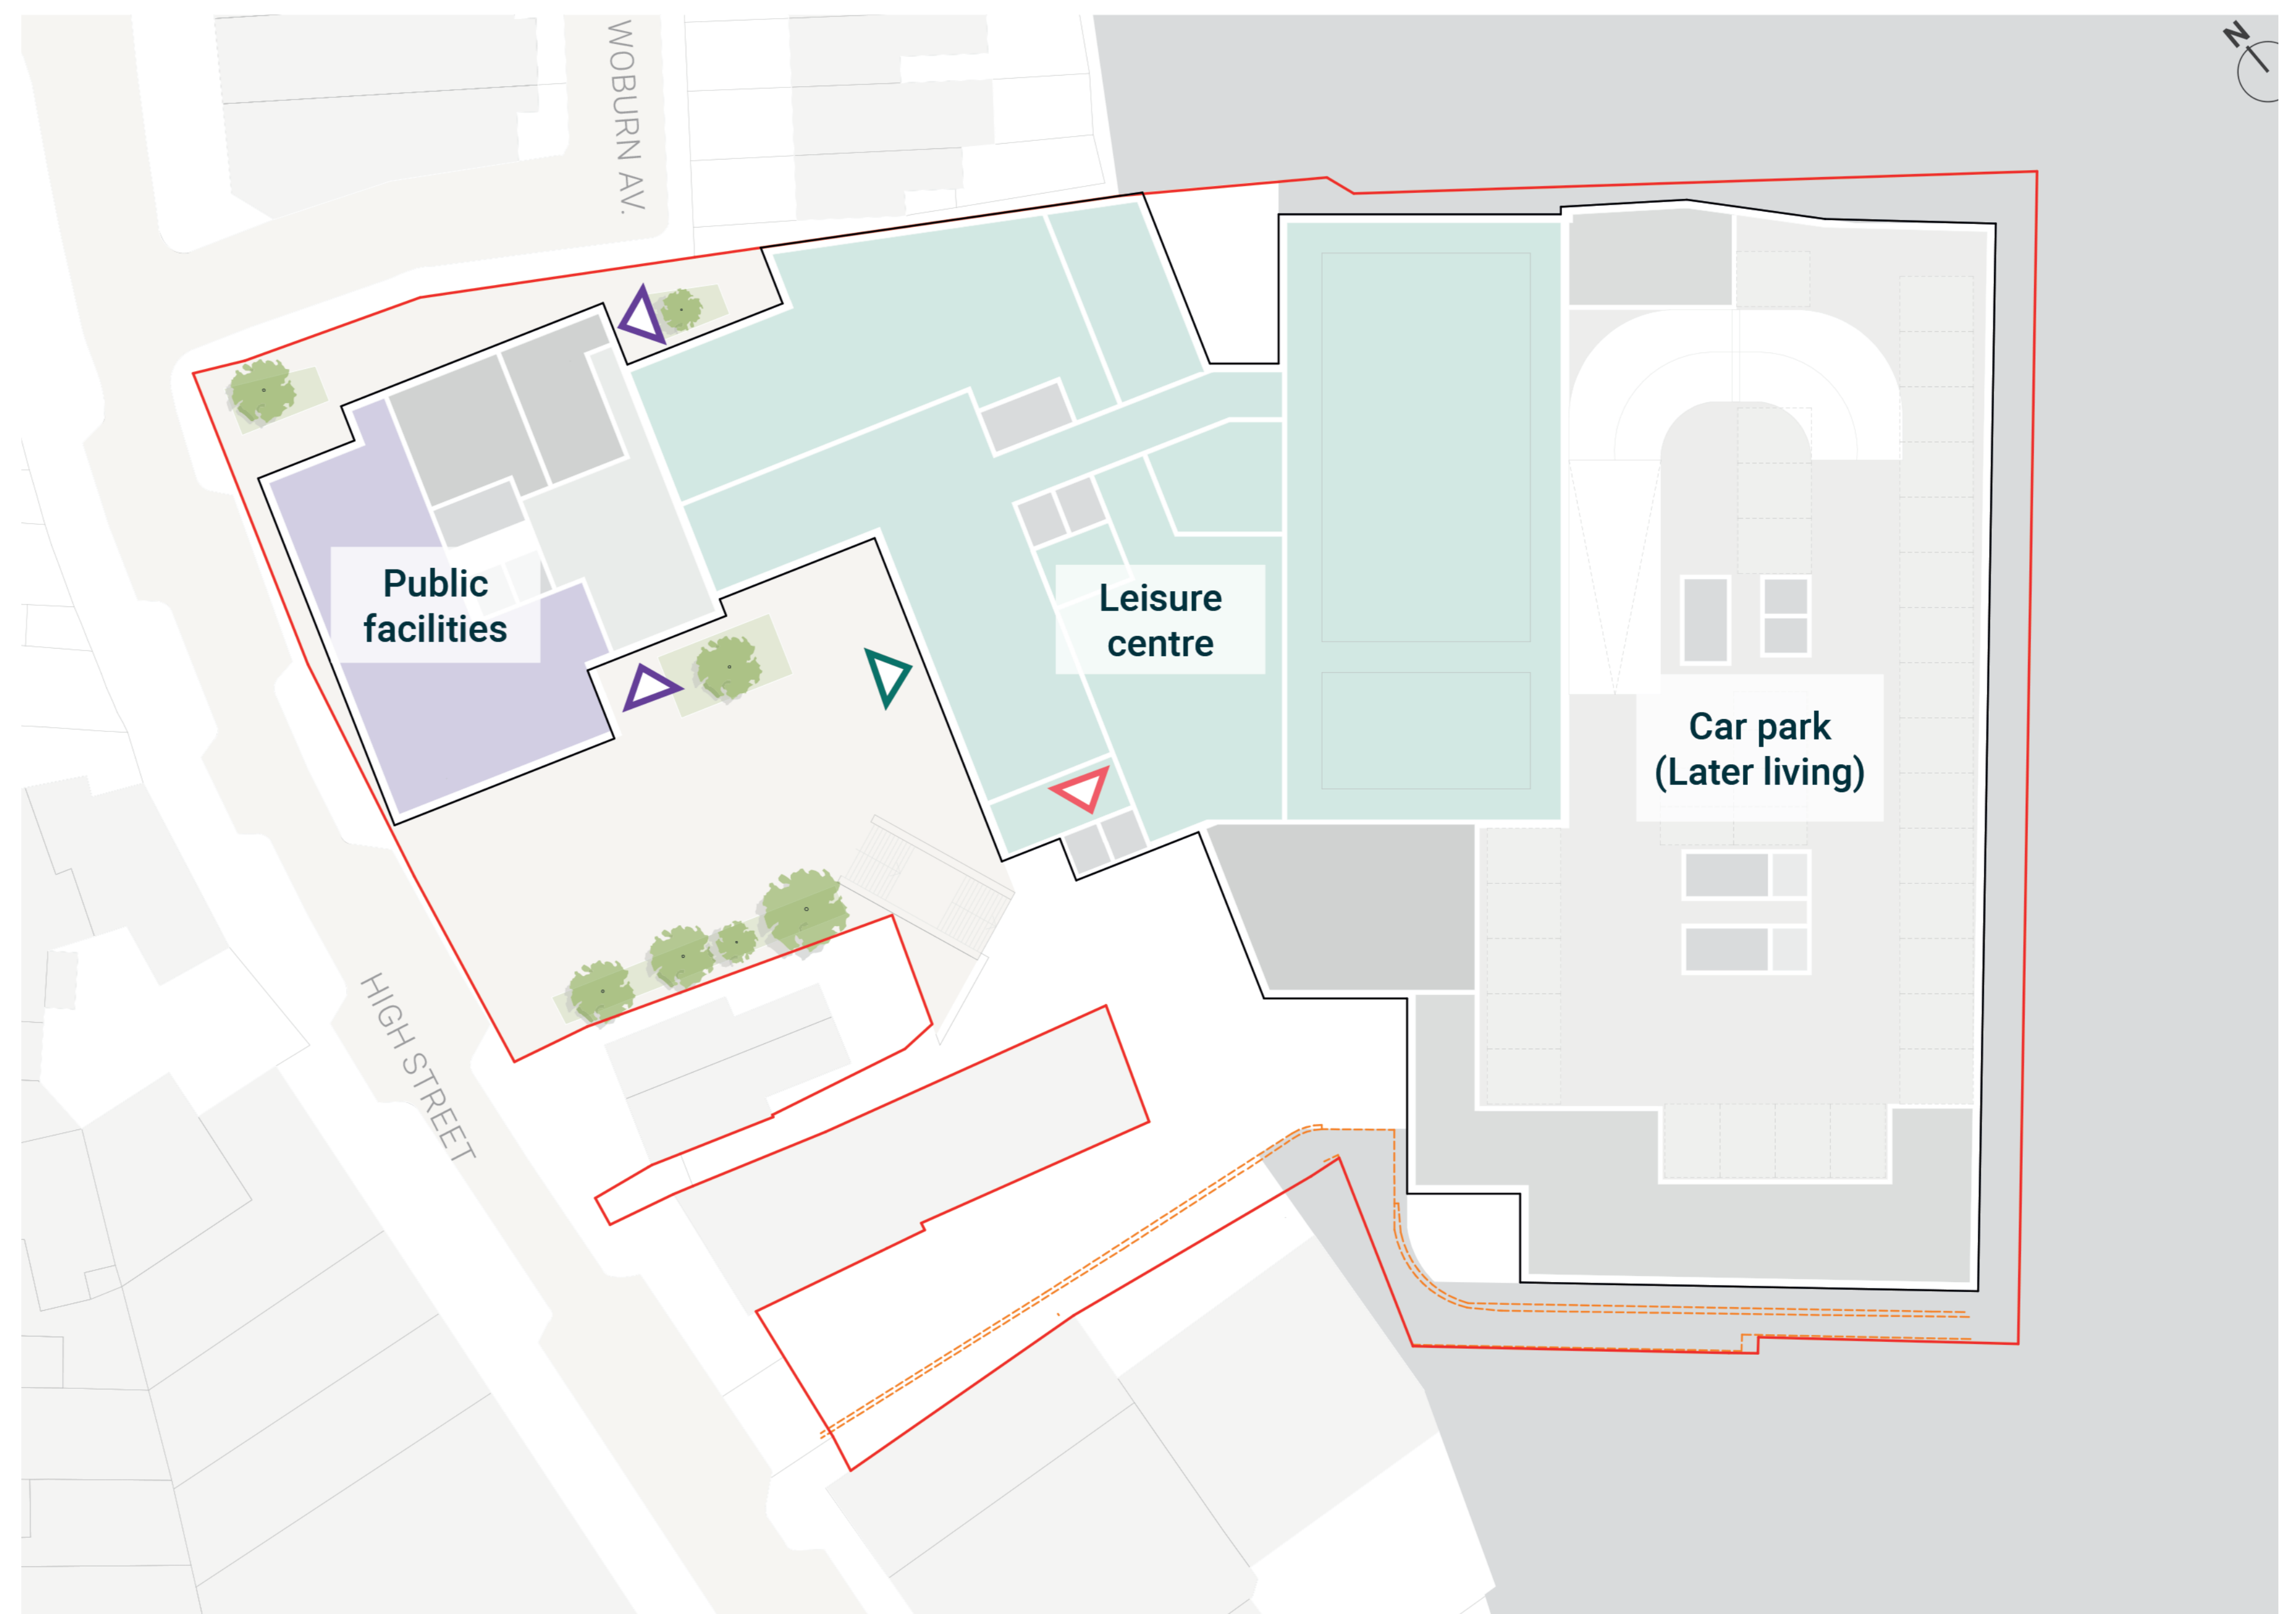 WOBURN AV.
N
Public
facilities
Leisure
centre
Car park
(Later living)
HIGH STREET